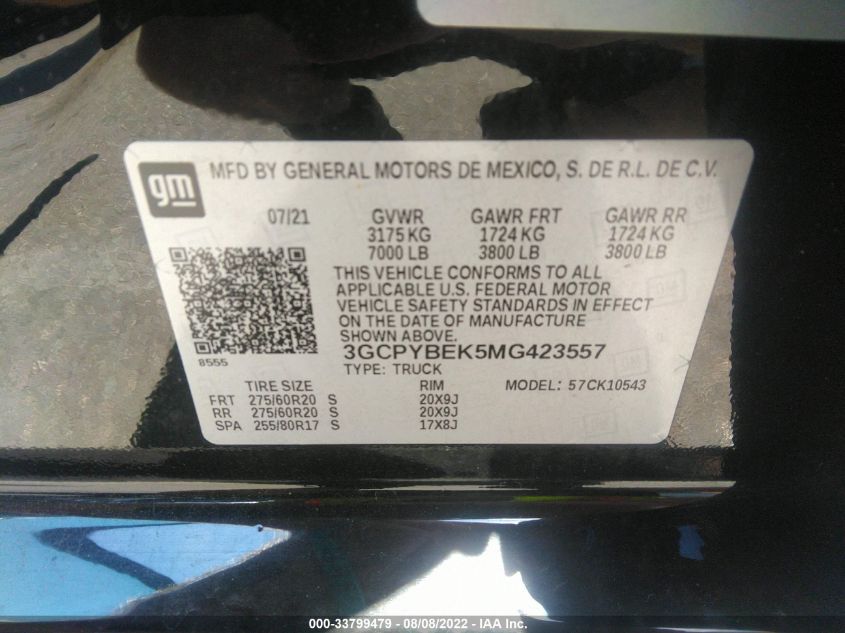 gm
MFD BY GENERAL MOTORS DE MEXICO, S. DE R.L. DE C.V.
07/21 GVWR GAWR FRT GAWR RR
3175 KG 1724 KG 1724 KG
7000 LB 3800 LB 3800 LB
THIS VEHICLE CONFORMS TO ALL
APPLICABLE U.S. FEDERAL MOTOR
VEHICLE SAFETY STANDARDS IN EFFECT
ON THE DATE OF MANUFACTURE
SHOWN ABOVE.
8555
3GCPYBEK5MG423557
TYPE: TRUCK
TIRE SIZE RIM MODEL: 57CK10543
FRT 275/60R20 S 20X9J
RR 275/60R20 S 20X9J
SPA 255/80R17 S 17X8J
000-33799479 - 08/08/2022 - IAA Inc.